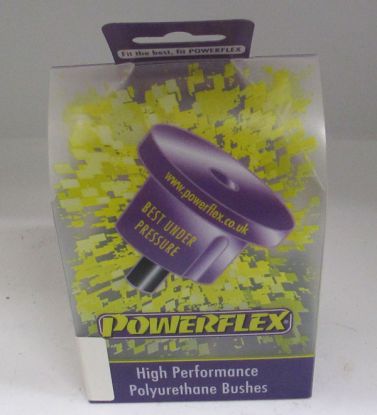 Fit the best, fit POWERFLEX
www.powerflex.co.uk
BEST UNDER
PRESSURE
POWERFLEX
High Performance
Polyurethane Bushes